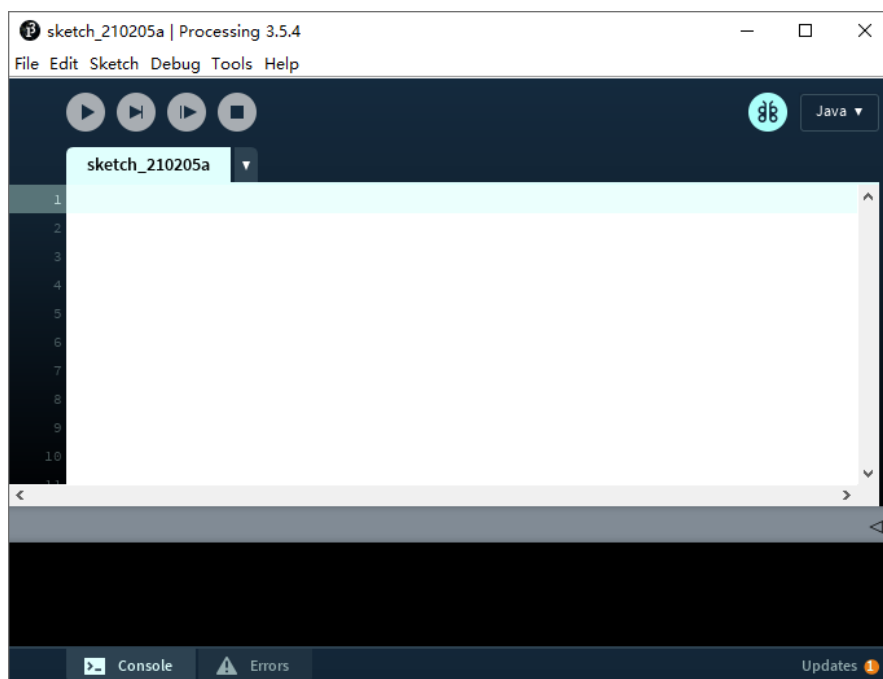 sketch_210205a | Processing 3.5.4
File Edit Sketch Debug Tools Help
Java
sketch_210205a
1
2
3
4
5
6
7
8
9
10
11
Console Errors Updates 1